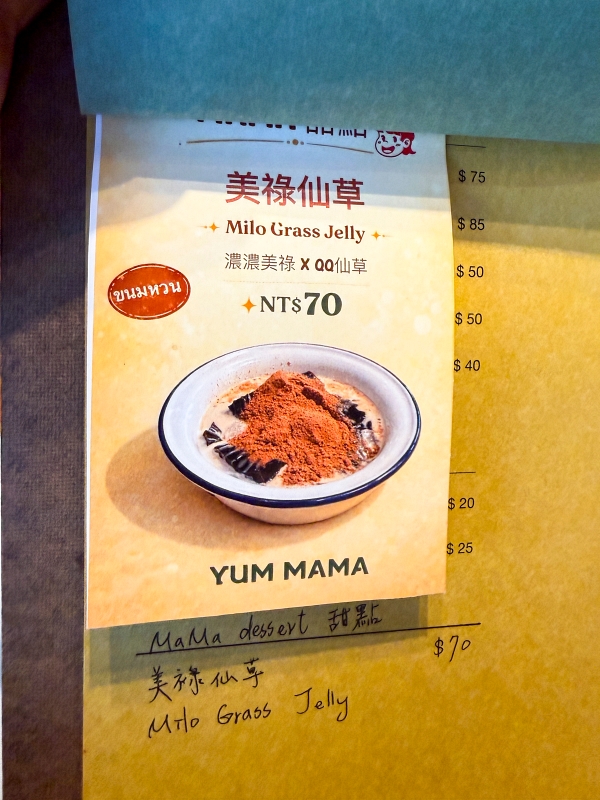 甜點
美祿仙草
Milo Grass Jelly
濃濃美祿 X QQ仙草
ขนมหวาน
NT$70
YUM MAMA
$ 75
$ 85
$ 50
$ 50
$ 40
$ 20
$ 25
MaMa dessert 甜點
美祿仙草
$70
Milo Grass Jelly